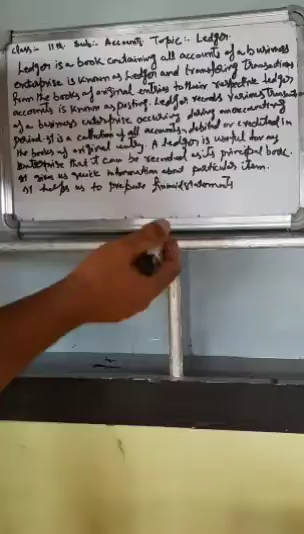 Class:- 11th Sub:- Accounts Topic:- Ledger.
Ledger is a book containing all accounts of a business
enterprise is known as Ledger and transfering transactions
from the books of original entries to their respective ledger
accounts is known as posting. Ledger records various transactions
of a business enterprise occuring during an accounting
period. It is a collection of all accounts debited or credited in
the books of original entry. A ledger is useful for any
enterprise that it can be recorded as its principal book.
It gives us quick information about particular item.
It helps us to prepare financial statements